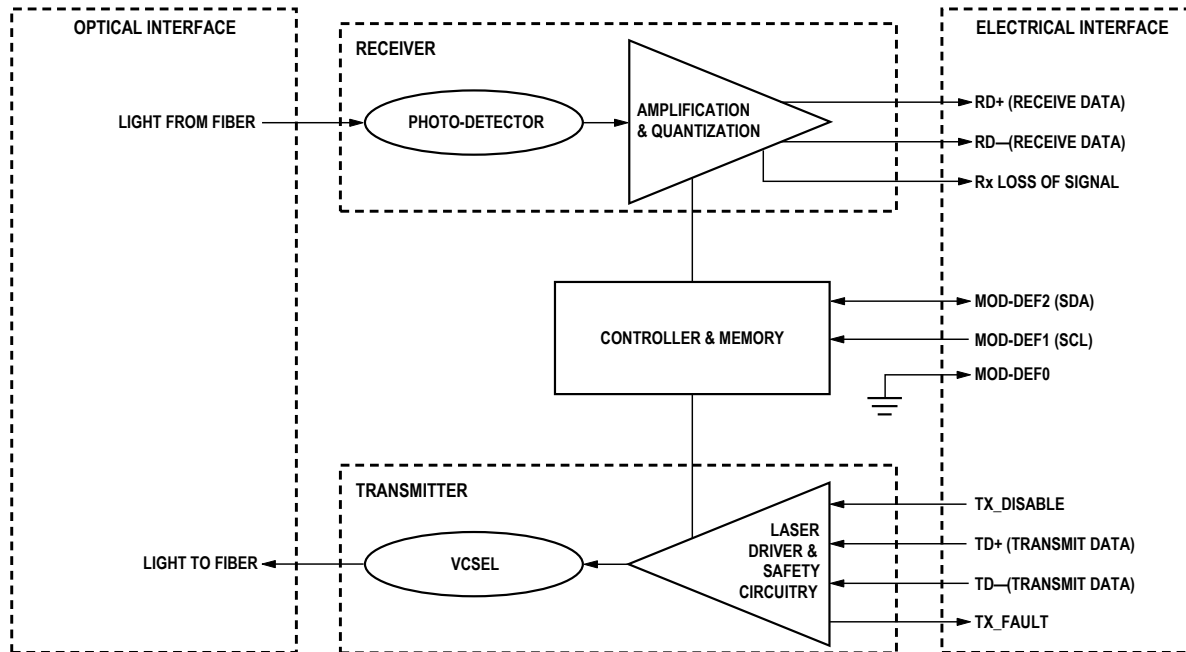 OPTICAL INTERFACE
RECEIVER
ELECTRICAL INTERFACE
LIGHT FROM FIBER
PHOTO-DETECTOR
AMPLIFICATION
& QUANTIZATION
RD+ (RECEIVE DATA)
RD—(RECEIVE DATA)
Rx LOSS OF SIGNAL
CONTROLLER & MEMORY
MOD-DEF2 (SDA)
MOD-DEF1 (SCL)
MOD-DEF0
TRANSMITTER
LIGHT TO FIBER
VCSEL
LASER
DRIVER &
SAFETY
CIRCUITRY
TX_DISABLE
TD+ (TRANSMIT DATA)
TD—(TRANSMIT DATA)
TX_FAULT